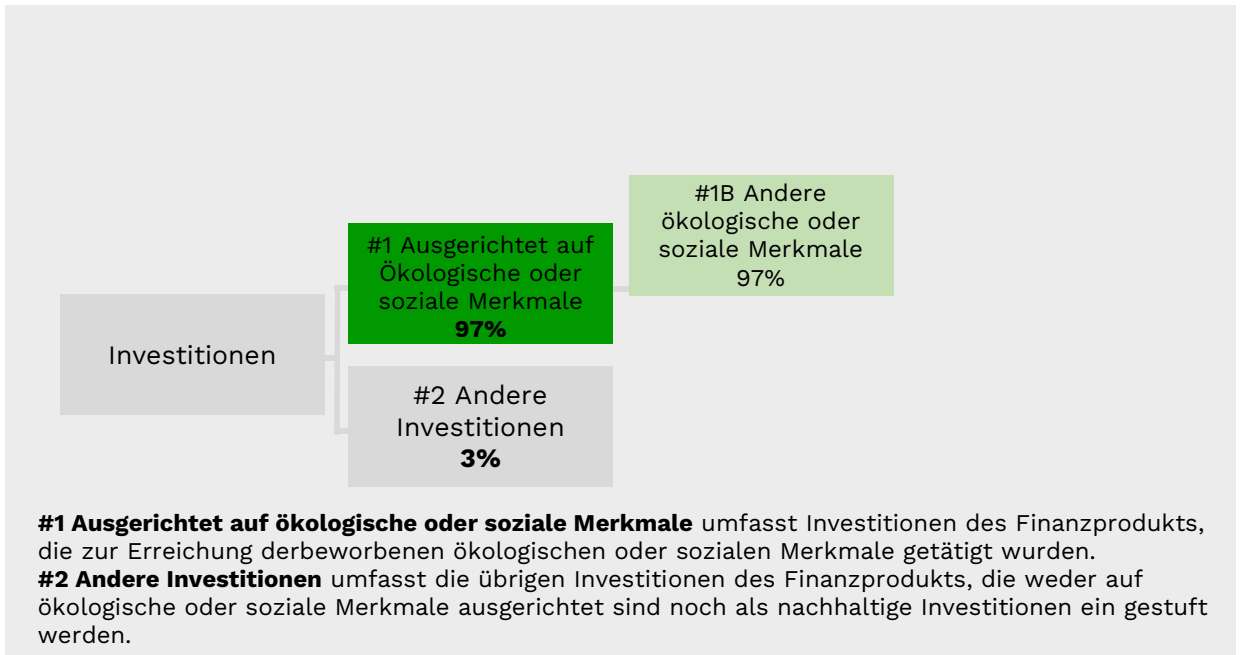 #1B Andere
ökologische oder
soziale Merkmale
97%
#1 Ausgerichtet auf
Ökologische oder
soziale Merkmale
97%
Investitionen
#2 Andere
Investitionen
3%
#1 Ausgerichtet auf ökologische oder soziale Merkmale umfasst Investitionen des Finanzprodukts,
die zur Erreichung derbeworbenen ökologischen oder sozialen Merkmale getätigt wurden.
#2 Andere Investitionen umfasst die übrigen Investitionen des Finanzprodukts, die weder auf
ökologische oder soziale Merkmale ausgerichtet sind noch als nachhaltige Investitionen ein gestuft
werden.